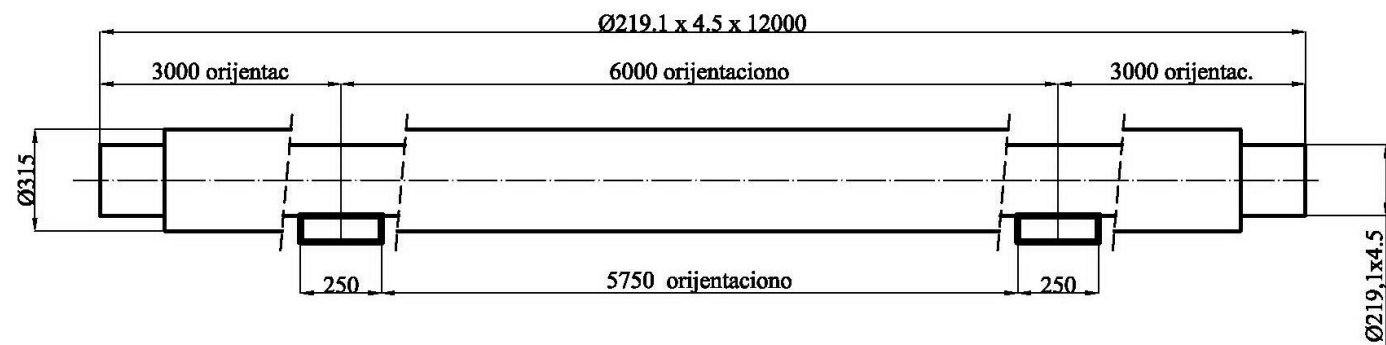 Ø219.1 x 4.5 x 12000
3000 orijentac
6000 orijentaciono
3000 orijentac.
Ø315
250
5750 orijentaciono
250
Ø219,1x4.5